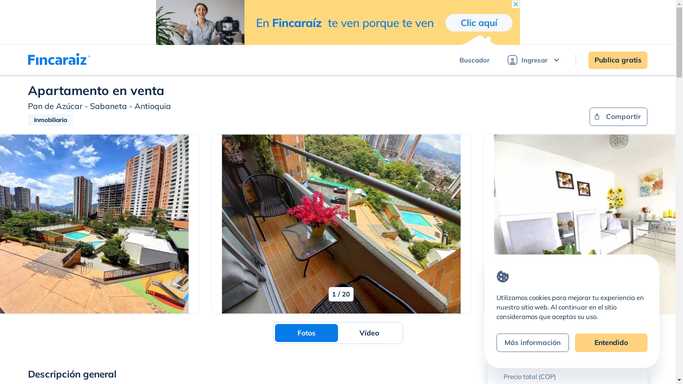 En Fincaraíz te ven porque te ven
Clic aquí
Fincaraíz
Buscador
Ingresar
Publica gratis
Apartamento en venta
Pan de Azúcar - Sabaneta - Antioquia
Inmobiliaria
Compartir
1 / 20
Fotos
Vídeo
Utilizamos cookies para mejorar tu experiencia en
nuestro sitio web. Al continuar en el sitio
consideramos que aceptas su uso.
Más información
Entendido
Descripción general
Precio total (COP)